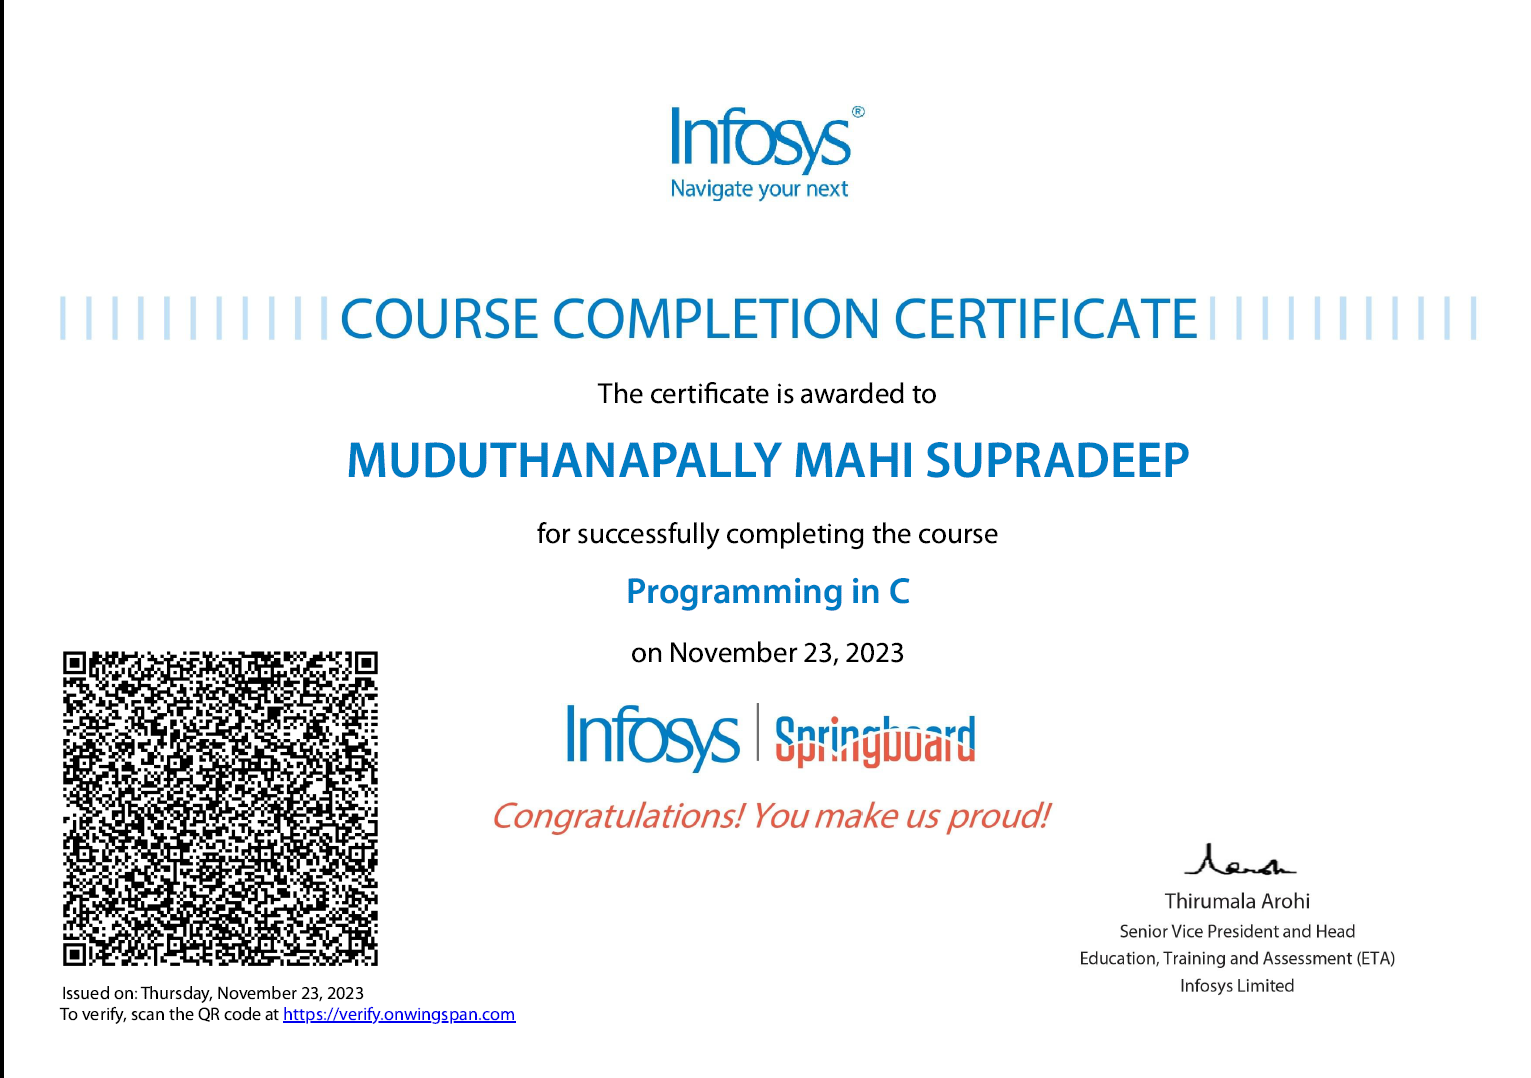 Infosys®
Navigate your next
COURSE COMPLETION CERTIFICATE
The certificate is awarded to
MUDUTHANAPALLY MAHI SUPRADEEP
for successfully completing the course
Programming in C
on November 23, 2023
Infosys | Springboard
Congratulations! You make us proud!
Thirumala Arohi
Senior Vice President and Head
Education, Training and Assessment (ETA)
Infosys Limited
Issued on: Thursday, November 23, 2023
To verify, scan the QR code at https://verify.onwingspan.com